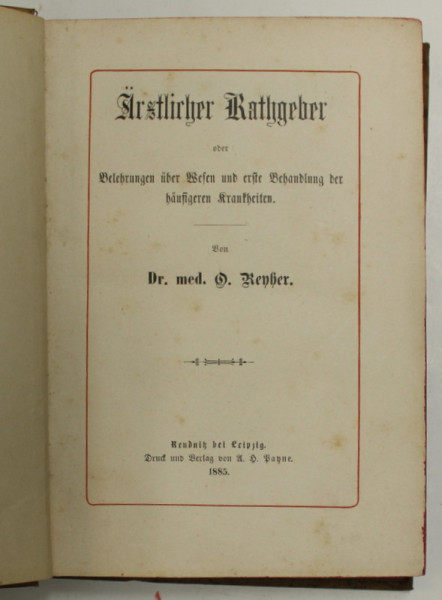 Ärztlicher Rathgeber
oder
Belehrungen über Wesen und erste Behandlung der
häufigeren Krankheiten.
Von
Dr. med. O. Reyher.
Reudnitz bei Leipzig.
Druck und Verlag von A. H. Payne.
1885.